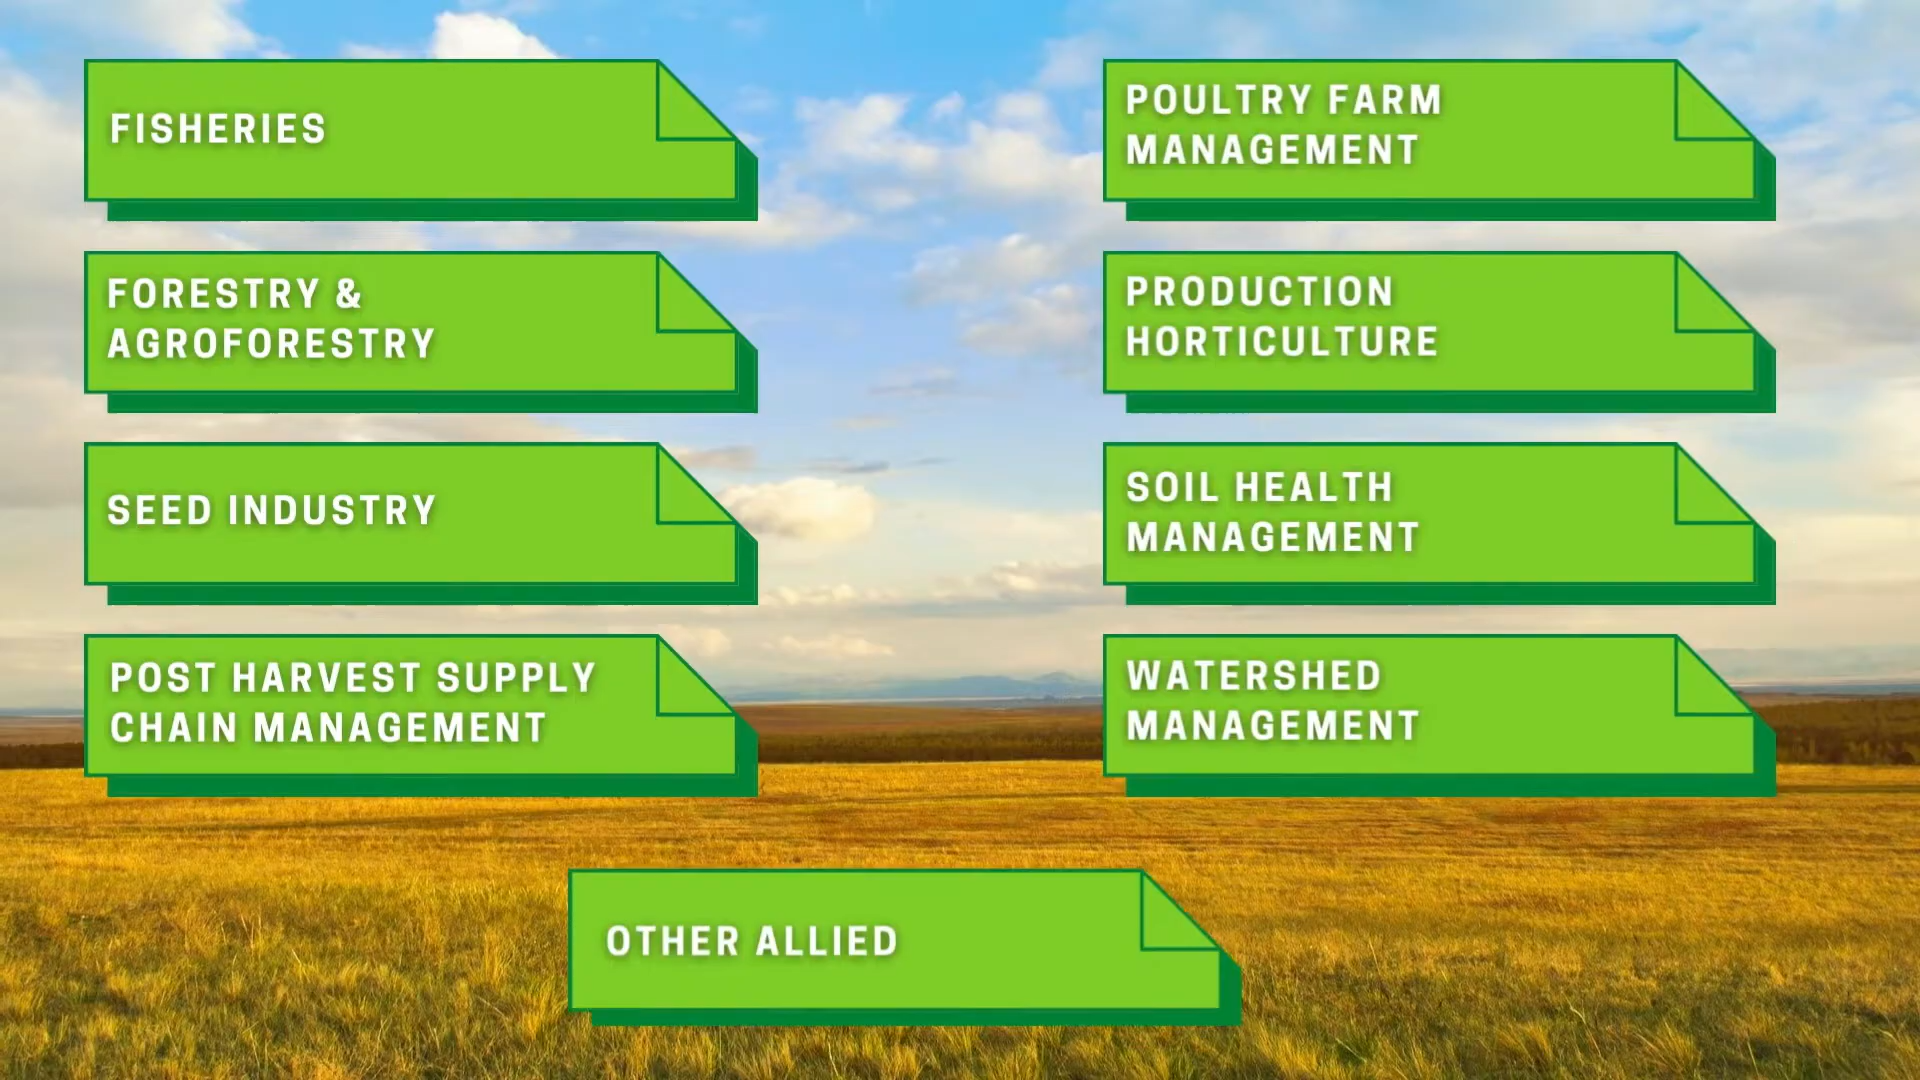 FISHERIES
FORESTRY &
AGROFORESTRY
SEED INDUSTRY
POST HARVEST SUPPLY
CHAIN MANAGEMENT
POULTRY FARM
MANAGEMENT
PRODUCTION
HORTICULTURE
SOIL HEALTH
MANAGEMENT
WATERSHED
MANAGEMENT
OTHER ALLIED